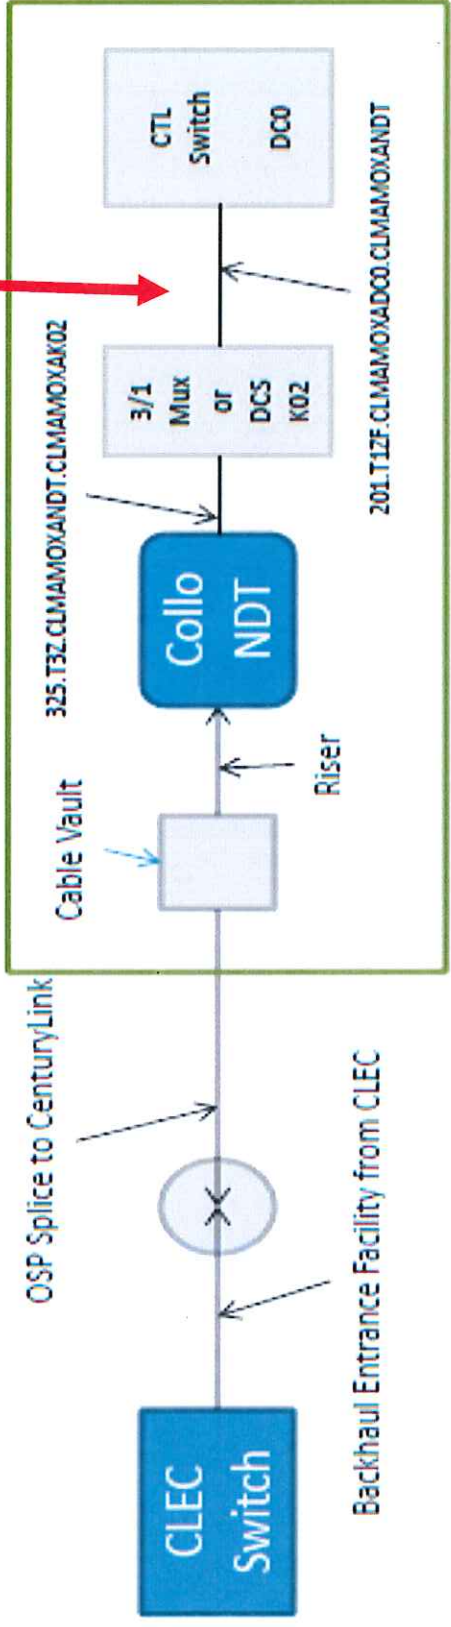 CLEC
Switch
Backhaul Entrance Facility from CLEC
OSP Splice to CenturyLink
Cable Vault
Riser
Collo
NDT
325.T3Z.CLMAMOXANDT.CLMAMOXAK02
3/1
Mux
or
DCS
K02
201.T1ZF.CLMAMOXADC0.CLMAMOXANDT
CTL
Switch
DC0